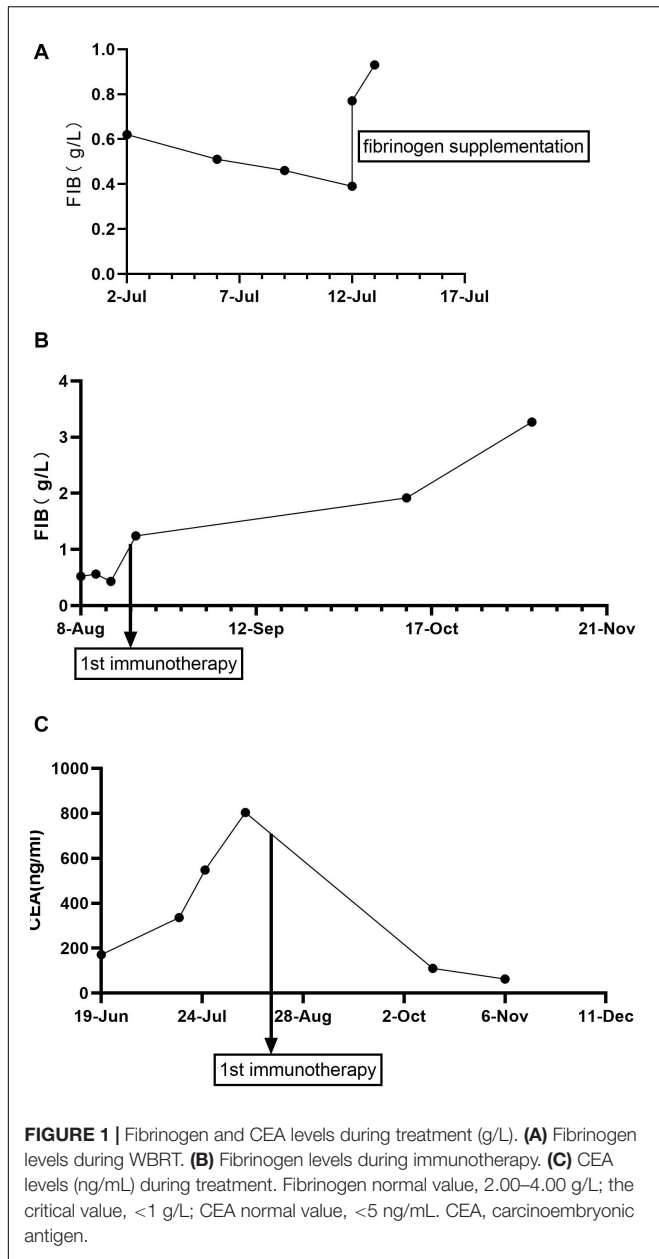 A
FIB ( g/L)
1.0
0.8
0.6
0.4
0.2
0.0
fibrinogen supplementation
2-Jul 7-Jul 12-Jul 17-Jul
B
FIB ( g/L)
4
3
2
1
0
8-Aug 12-Sep 17-Oct 21-Nov
1st immunotherapy
C
CEA(ng/ml)
1000
800
600
400
200
0
19-Jun 24-Jul 28-Aug 2-Oct 6-Nov 11-Dec
1st immunotherapy
FIGURE 1 | Fibrinogen and CEA levels during treatment (g/L). (A) Fibrinogen
levels during WBRT. (B) Fibrinogen levels during immunotherapy. (C) CEA
levels (ng/mL) during treatment. Fibrinogen normal value, 2.00–4.00 g/L; the
critical value, <1 g/L; CEA normal value, <5 ng/mL. CEA, carcinoembryonic
antigen.